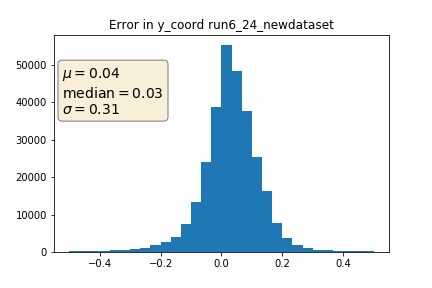 Error in y_coord run6_24_newdataset
μ = 0.04
median = 0.03
σ = 0.31
50000
40000
30000
20000
10000
0
−0.4 −0.2 0.0 0.2 0.4